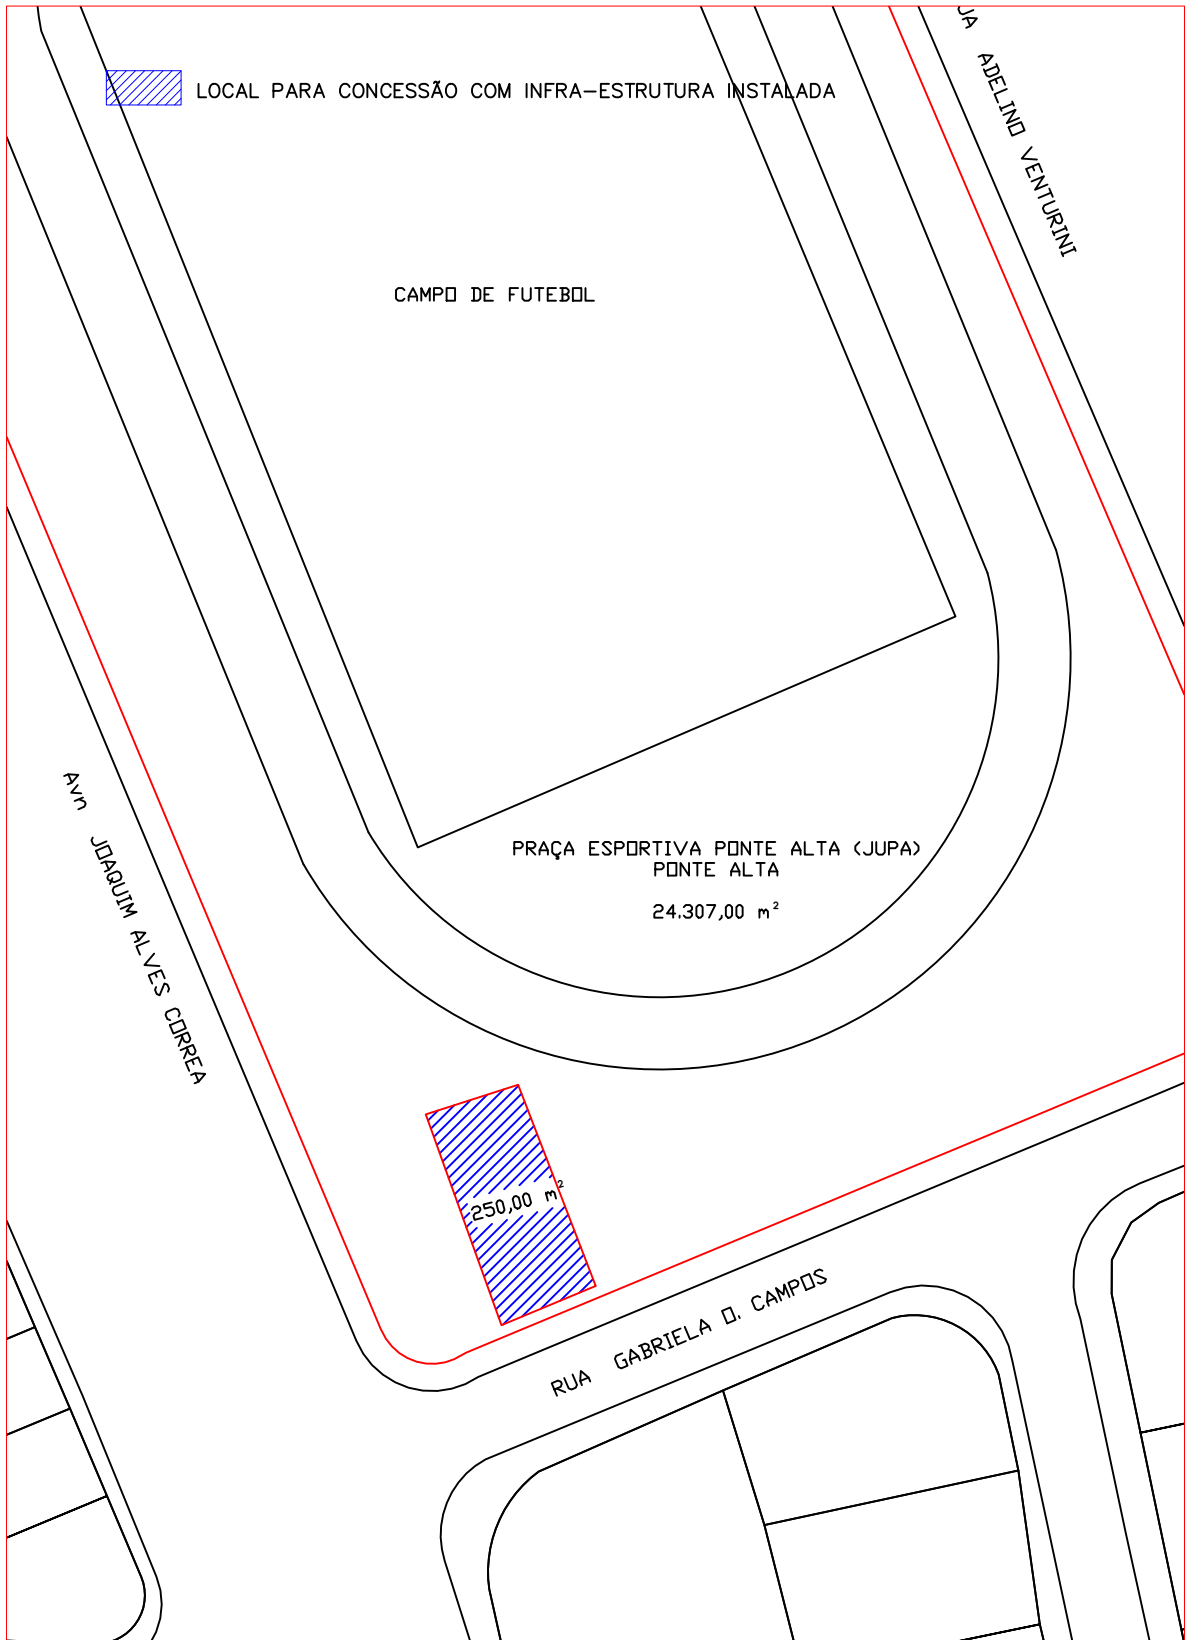 LOCAL PARA CONCESSÃO COM INFRA-ESTRUTURA INSTALADA
ADELINO VENTURINI
CAMPO DE FUTEBOL
PRAÇA ESPORTIVA PONTE ALTA (JUPA)
PONTE ALTA
24.307,00 m²
Avn JOAQUIM ALVES CORREA
250,00 m²
RUA GABRIELA O. CAMPOS